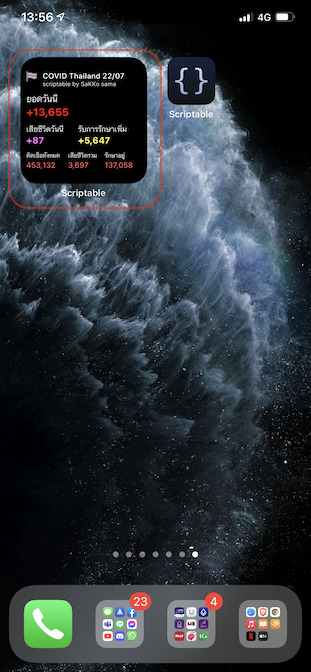 13:56
4G
COVID Thailand 22/07
scriptable by SaKKo sama
ยอดวันนี้
+13,655
เสียชีวิตวันนี้ รับการรักษาเพิ่ม
+87 +5,647
ติดเชื้อทั้งหมด เสียชีวิตรวม รักษาอยู่
453,132 3,697 137,058
Scriptable
{}
Scriptable
23
4